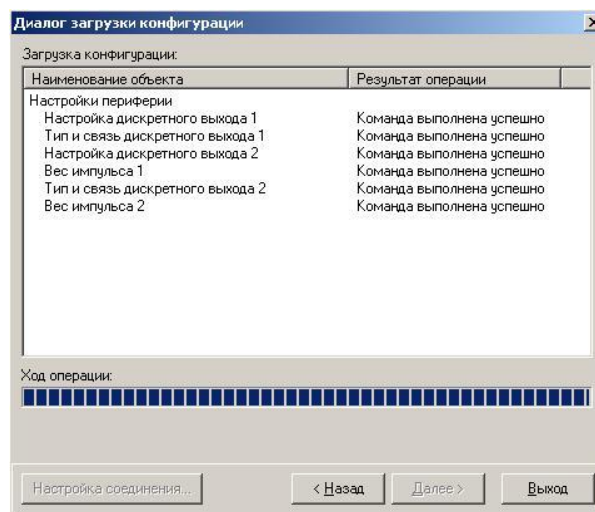 Диалог загрузки конфигурации
Загрузка конфигурации:
Наименование объекта Результат операции
Настройки периферии
Настройка дискретного выхода 1 Команда выполнена успешно
Тип и связь дискретного выхода 1 Команда выполнена успешно
Настройка дискретного выхода 2 Команда выполнена успешно
Вес импульса 1 Команда выполнена успешно
Тип и связь дискретного выхода 2 Команда выполнена успешно
Вес импульса 2 Команда выполнена успешно
Ход операции:
Настройка соединения... < Назад Далее > Выход